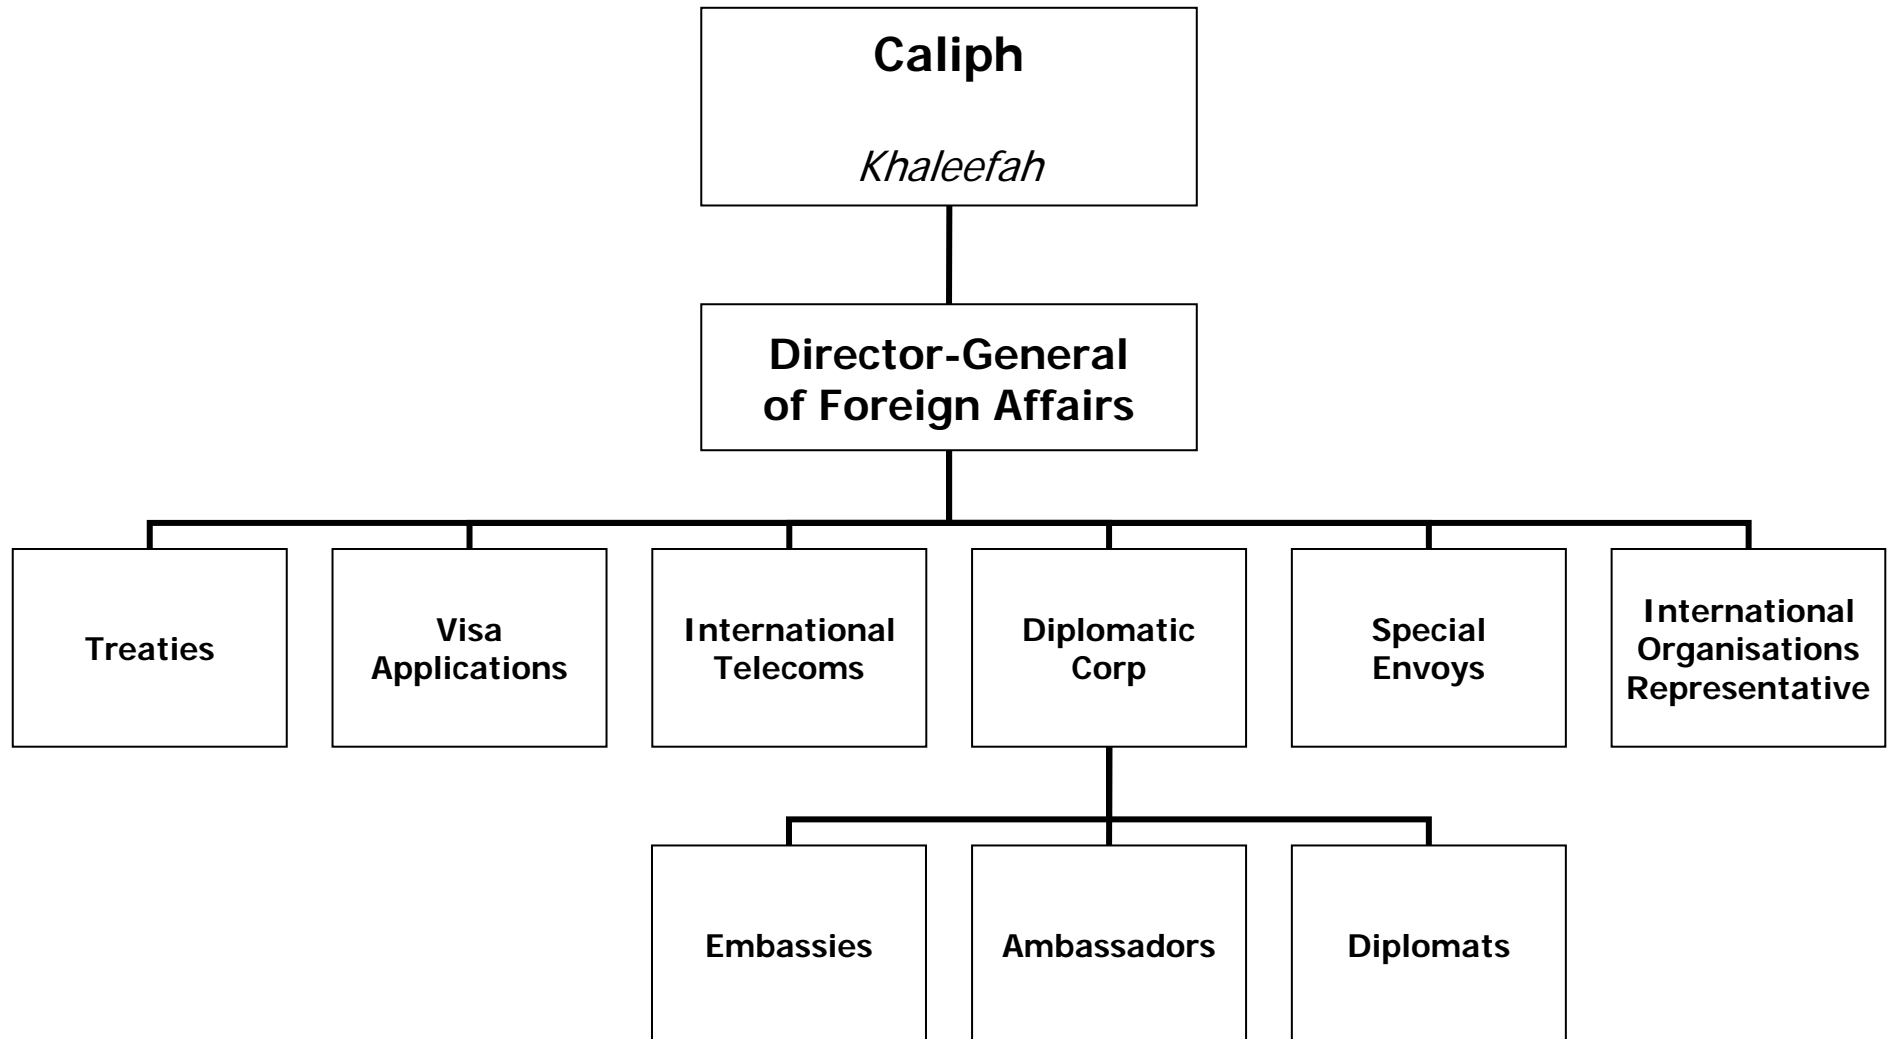 Caliph
Khaleefah
Director-General
of Foreign Affairs
Treaties
Visa
Applications
International
Telecoms
Diplomatic
Corp
Special
Envoys
International
Organisations
Representative
Embassies
Ambassadors
Diplomats